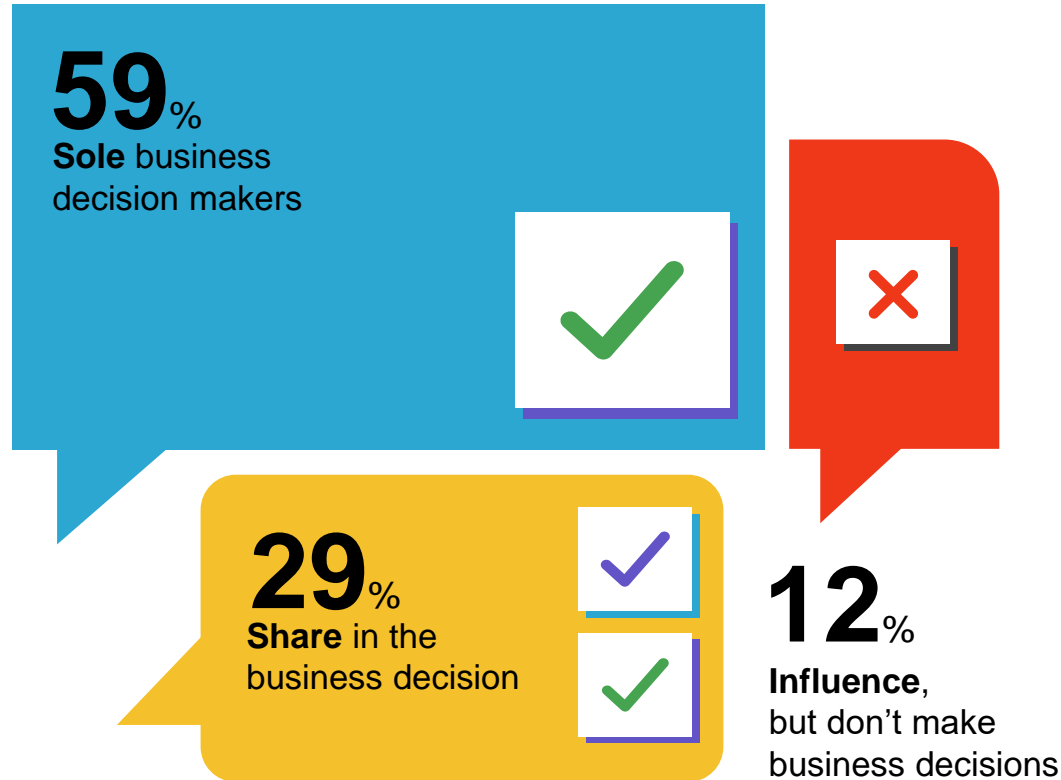 59%
Sole business
decision makers
29%
Share in the
business decision
12%
Influence,
but don’t make
business decisions